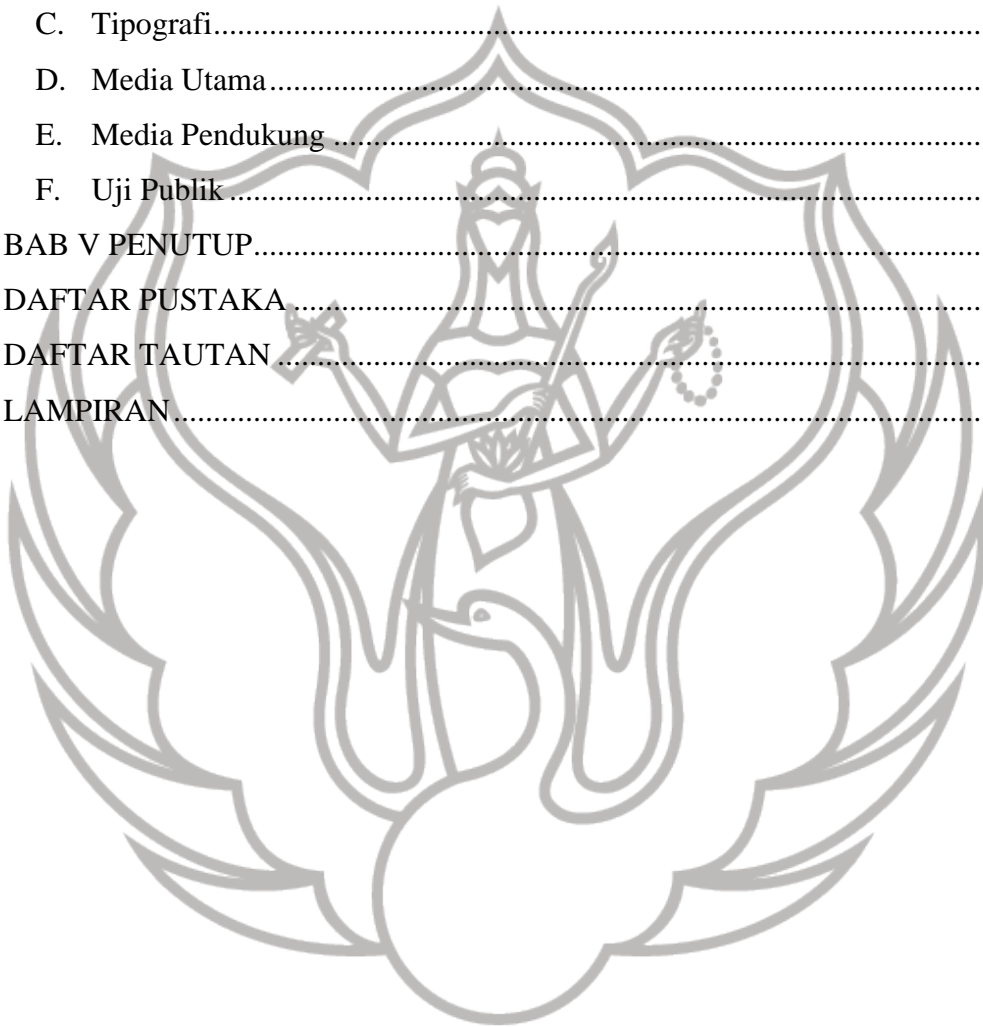 C. Tipografi..................................................................................................
D. Media Utama..........................................................................................
E. Media Pendukung ..................................................................................
F. Uji Publik ...............................................................................................
BAB V PENUTUP...........................................................................................
DAFTAR PUSTAKA ......................................................................................
DAFTAR TAUTAN ........................................................................................
LAMPIRAN.....................................................................................................